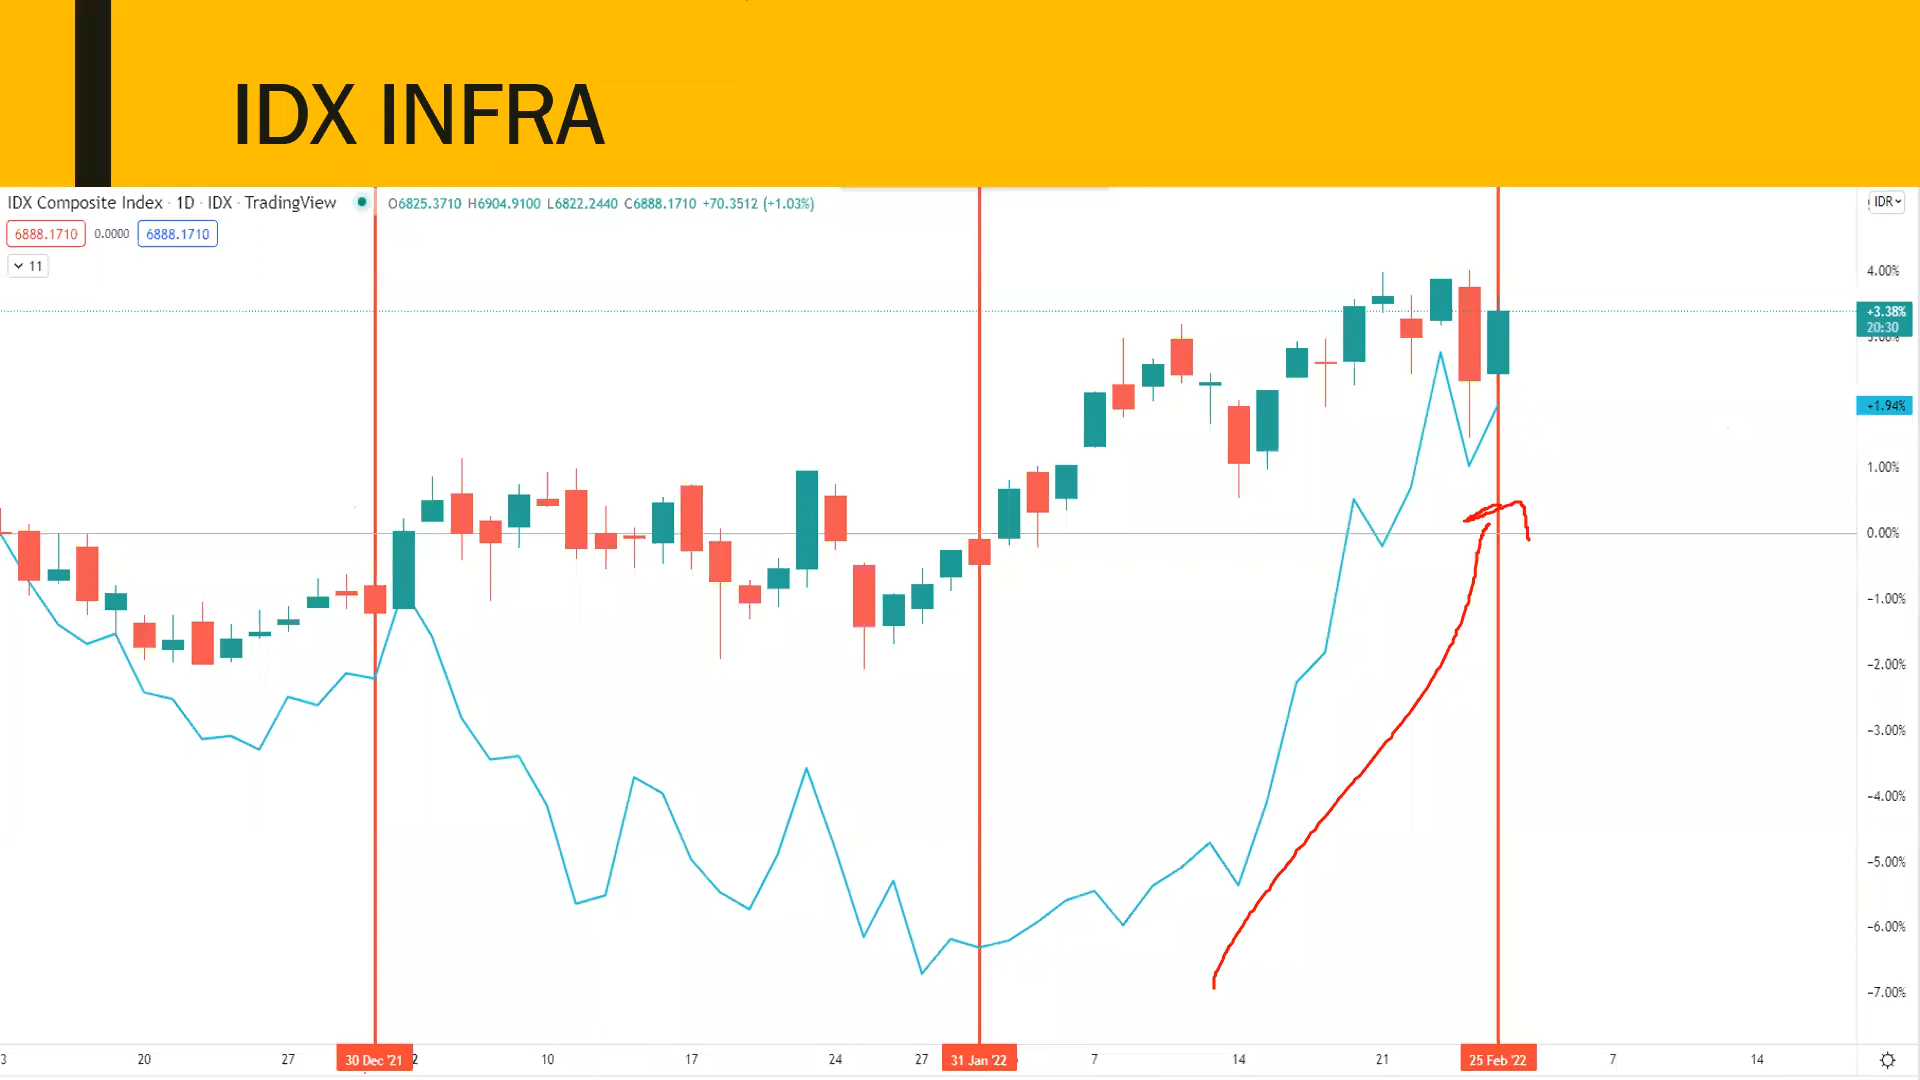 IDX INFRA
IDX Composite Index · 1D · IDX · TradingView
O6825.3710 H6904.9100 L6822.2440 C6888.1710 +70.3512 (+1.03%)
IDR
6888.1710 0.0000 6888.1710
11
4.00%
+3.38%
20:30
3.00%
+1.94%
1.00%
0.00%
-1.00%
-2.00%
-3.00%
-4.00%
-5.00%
-6.00%
-7.00%
3 20 27 30 Dec '21 2 10 17 24 27 31 Jan '22 7 14 21 25 Feb '22 7 14